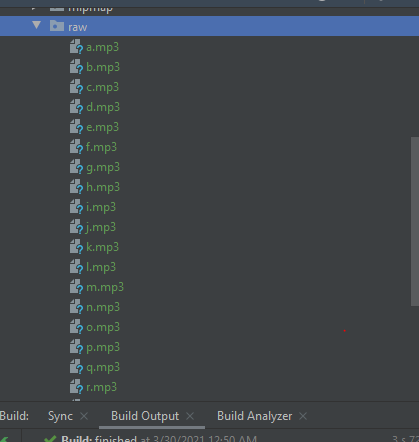 mipmap
raw
a.mp3
b.mp3
c.mp3
d.mp3
e.mp3
f.mp3
g.mp3
h.mp3
i.mp3
j.mp3
k.mp3
l.mp3
m.mp3
n.mp3
o.mp3
p.mp3
q.mp3
r.mp3
Build: Sync Build Output Build Analyzer
Build: finished at 3/30/2021 12:50 AM